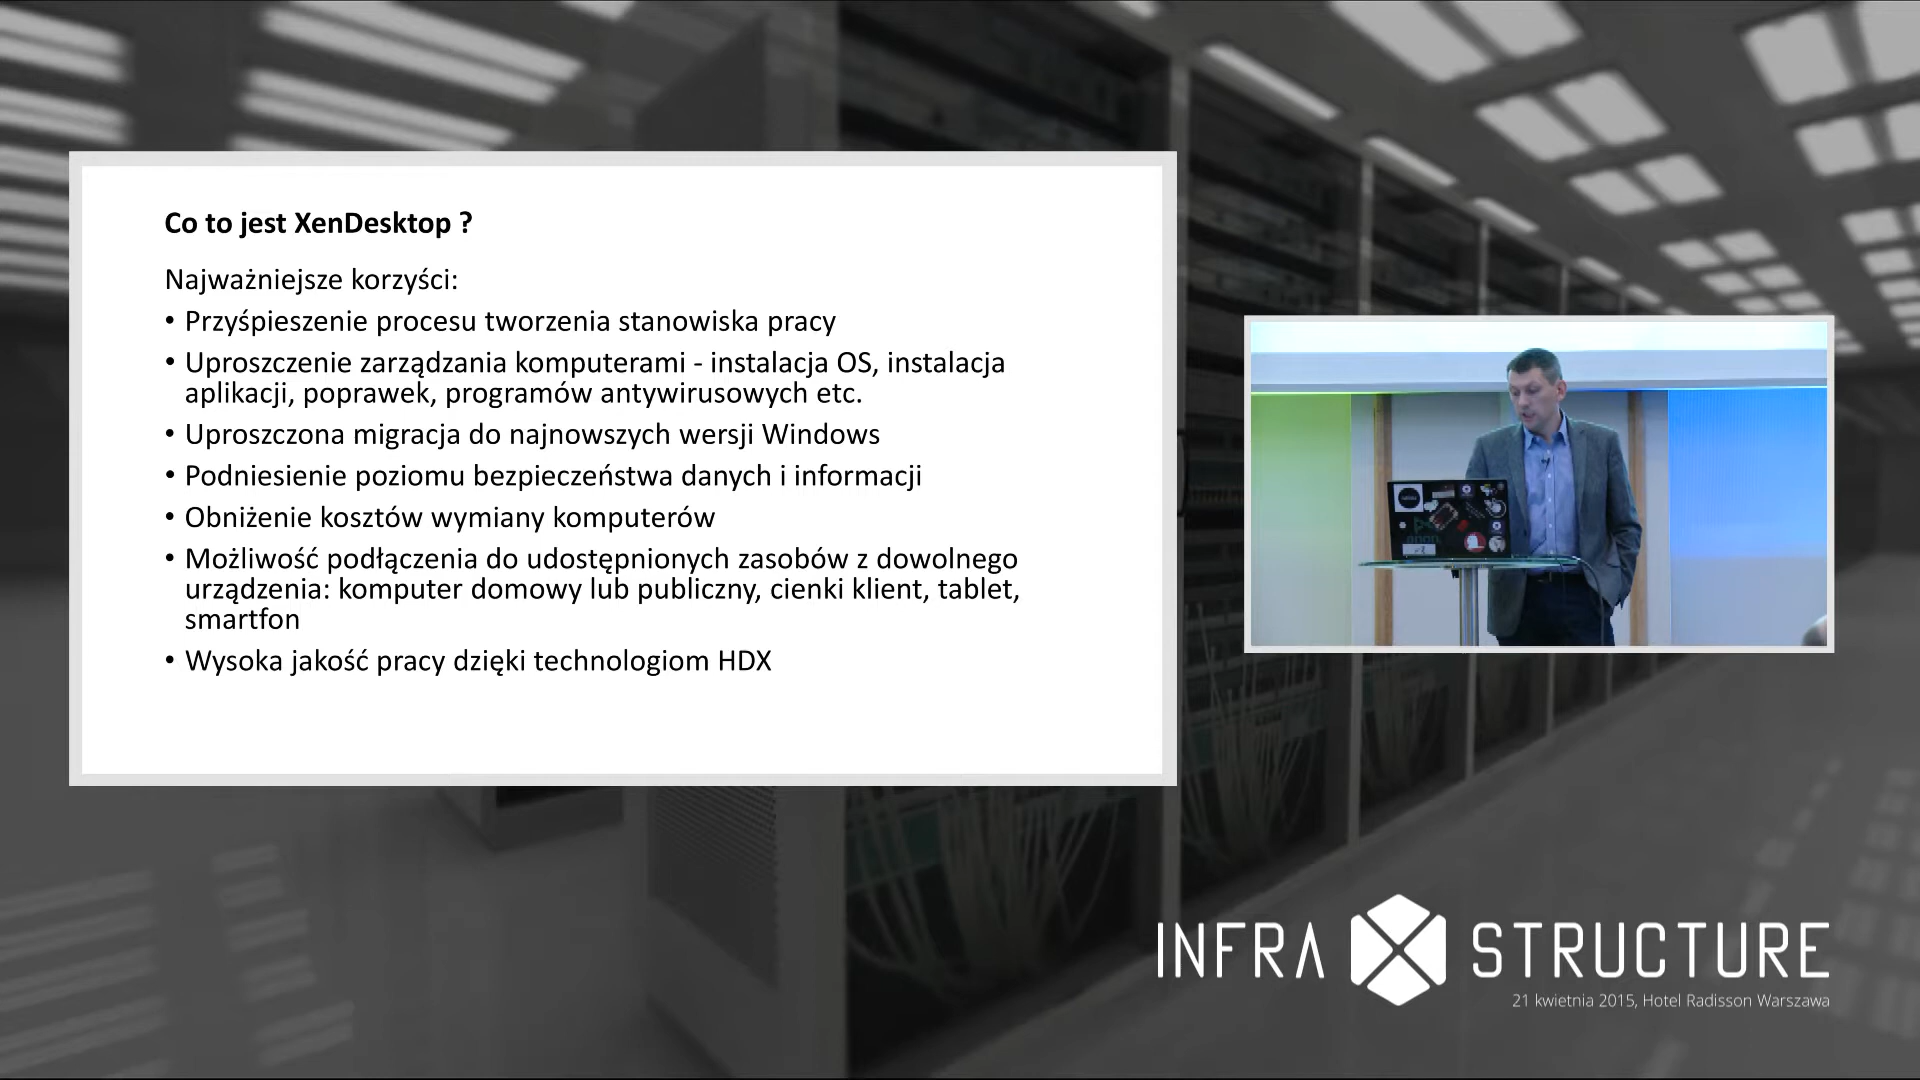 Co to jest XenDesktop ?
Najważniejsze korzyści:
• Przyśpieszenie procesu tworzenia stanowiska pracy
• Uproszczenie zarządzania komputerami - instalacja OS, instalacja
aplikacji, poprawek, programów antywirusowych etc.
• Uproszczona migracja do najnowszych wersji Windows
• Podniesienie poziomu bezpieczeństwa danych i informacji
• Obniżenie kosztów wymiany komputerów
• Możliwość podłączenia do udostępnionych zasobów z dowolnego
urządzenia: komputer domowy lub publiczny, cienki klient, tablet,
smartfon
• Wysoka jakość pracy dzięki technologiom HDX
INFRA STRUCTURE
21 kwietnia 2015, Hotel Radisson Warszawa